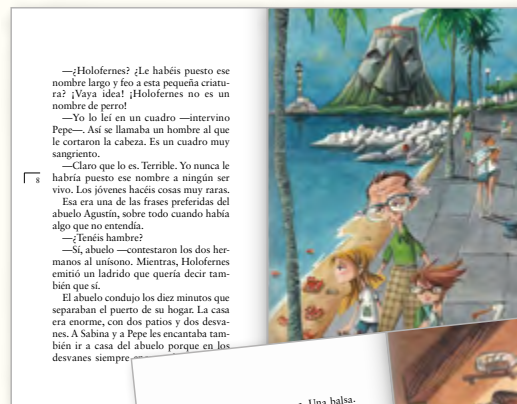 —¿Holofernes? ¿Le habéis puesto ese
nombre largo y feo a esta pequeña criatu-
ra? ¡Vaya idea! ¡Holofernes no es un
nombre de perro!
—Yo lo leí en un cuadro —intervino
Pepe—. Así se llamaba un hombre al que
le cortaron la cabeza. Es un cuadro muy
sangriento.
—Claro que lo es. Terrible. Yo nunca le
habría puesto ese nombre a ningún ser
vivo. Los jóvenes hacéis cosas muy raras.
Esa era una de las frases preferidas del
abuelo Agustín, sobre todo cuando había
algo que no entendía.
—¿Tenéis hambre?
—Sí, abuelo —contestaron los dos her-
manos al unísono. Mientras, Holofernes
emitió un ladrido que quería decir tam-
bién que sí.
El abuelo condujo los diez minutos que
separaban el puerto de su hogar. La casa
era enorme, con dos patios y dos desva-
nes. A Sabina y a Pepe les encantaba tam-
bién ir a casa del abuelo porque en los
desvanes siempre
8
Una balsa.